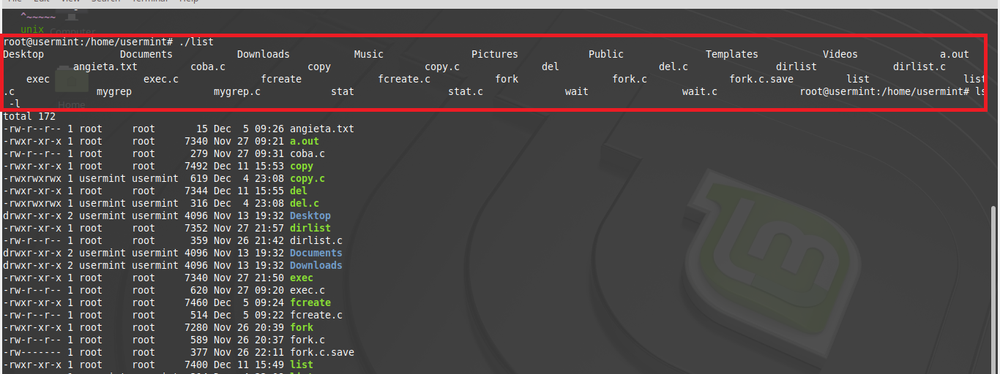 File Edit View Search Terminal Help
^~~~~~
unix Computer
root@usermint:/home/usermint# ./list
Desktop Documents Downloads Music Pictures Public Templates Videos a.out
angieta.txt coba.c copy copy.c del del.c dirlist dirlist.c
exec exec.c fcreate fcreate.c fork fork.c fork.c.save list list
.c mygrep mygrep.c stat stat.c wait wait.c root@usermint:/home/usermint# ls
-l Home
total 172
-rw-r--r-- 1 root root 15 Dec 5 09:26 angieta.txt
-rwxr-xr-x 1 root root 7340 Nov 27 09:21 a.out
-rw-r--r-- 1 root root 279 Nov 27 09:31 coba.c
-rwxr-xr-x 1 root root 7492 Dec 11 15:53 copy
-rwxrwxrwx 1 usermint usermint 619 Dec 4 23:08 copy.c
-rwxr-xr-x 1 root root 7344 Dec 11 15:55 del
-rwxrwxrwx 1 usermint usermint 316 Dec 4 23:08 del.c
drwxr-xr-x 2 usermint usermint 4096 Nov 13 19:32 Desktop
-rwxr-xr-x 1 root root 7352 Nov 27 21:57 dirlist
-rw-r--r-- 1 root root 359 Nov 26 21:42 dirlist.c
drwxr-xr-x 2 usermint usermint 4096 Nov 13 19:32 Documents
drwxr-xr-x 2 usermint usermint 4096 Nov 13 19:32 Downloads
-rwxr-xr-x 1 root root 7340 Nov 27 21:50 exec
-rw-r--r-- 1 root root 620 Nov 27 09:20 exec.c
-rwxr-xr-x 1 root root 7460 Dec 5 09:24 fcreate
-rw-r--r-- 1 root root 514 Dec 5 09:22 fcreate.c
-rwxr-xr-x 1 root root 7280 Nov 26 20:39 fork
-rw-r--r-- 1 root root 589 Nov 26 20:37 fork.c
-rw------- 1 root root 377 Nov 26 22:11 fork.c.save
-rwxr-xr-x 1 root root 7400 Dec 11 15:49 list